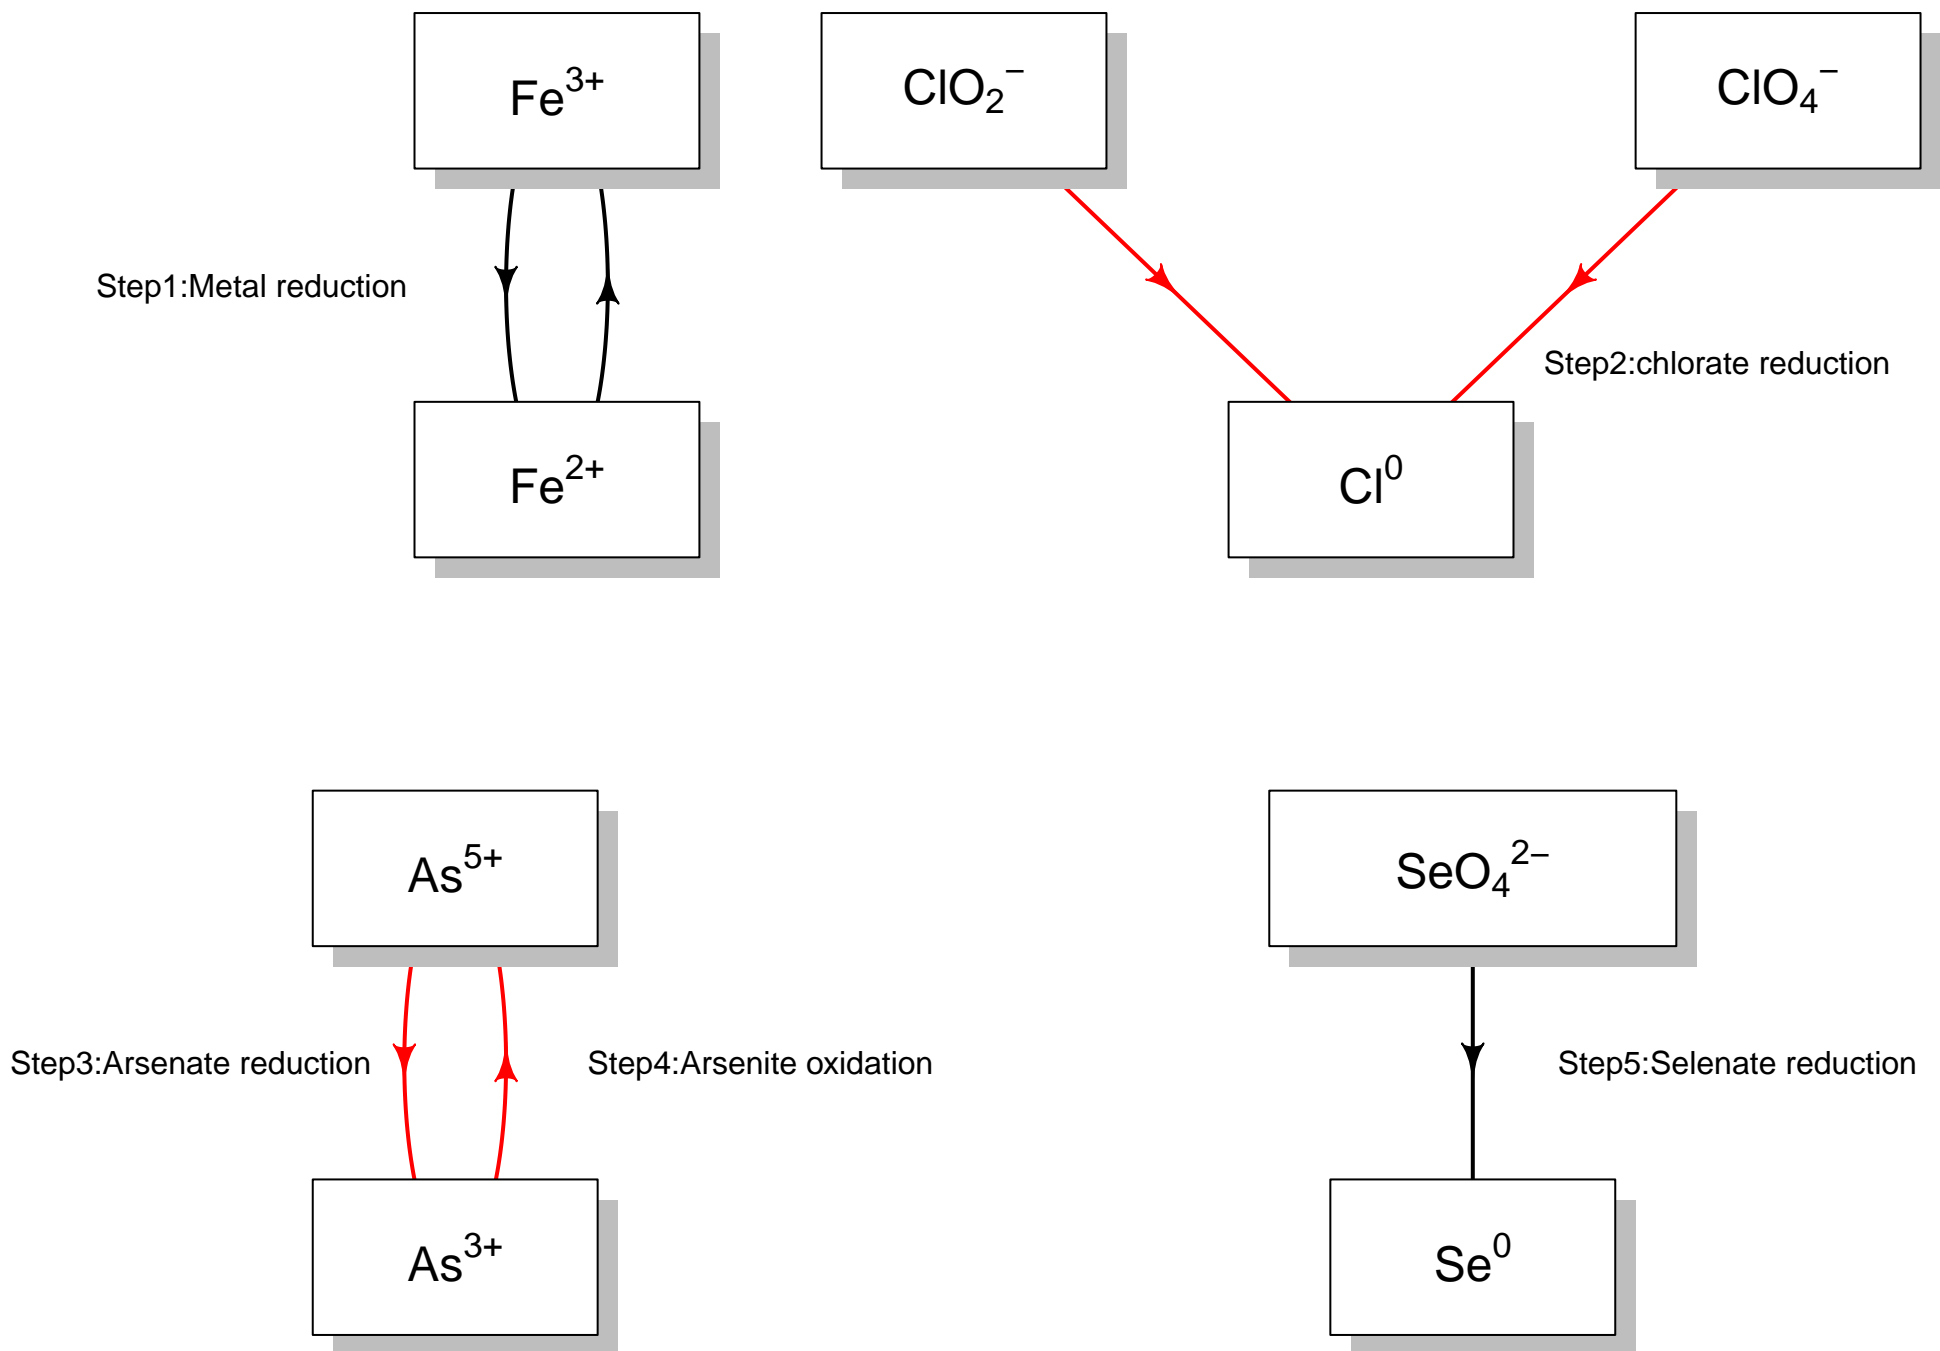 Fe³⁺
ClO₂⁻
ClO₄⁻
Step1:Metal reduction
Step2:chlorate reduction
Fe²⁺
Cl⁰
As⁵⁺
SeO₄²⁻
Step3:Arsenate reduction
Step4:Arsenite oxidation
Step5:Selenate reduction
As³⁺
Se⁰